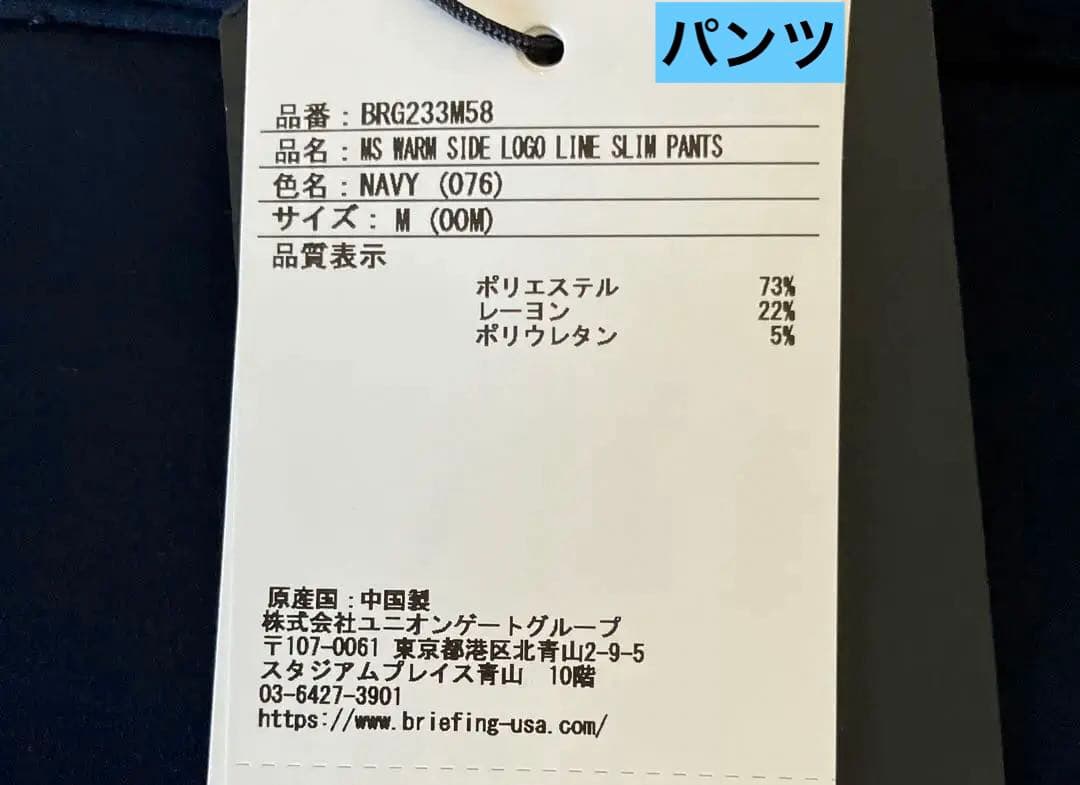 パンツ
品番：BRG233M58
品名：MS WARM SIDE LOGO LINE SLIM PANTS
色名：NAVY (076)
サイズ：M (00M)
品質表示
ポリエステル 73%
レーヨン 22%
ポリウレタン 5%
原産国：中国製
株式会社ユニオンゲートグループ
〒107-0061 東京都港区北青山2-9-5
スタジアムプレイス青山 10階
03-6427-3901
https://www.briefing-usa.com/